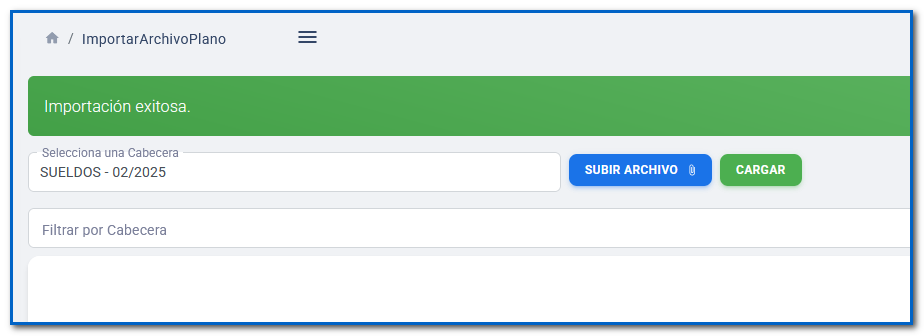 / ImportarArchivoPlano
Importación exitosa.
Selecciona una Cabecera
SUELDOS - 02/2025
SUBIR ARCHIVO
CARGAR
Filtrar por Cabecera